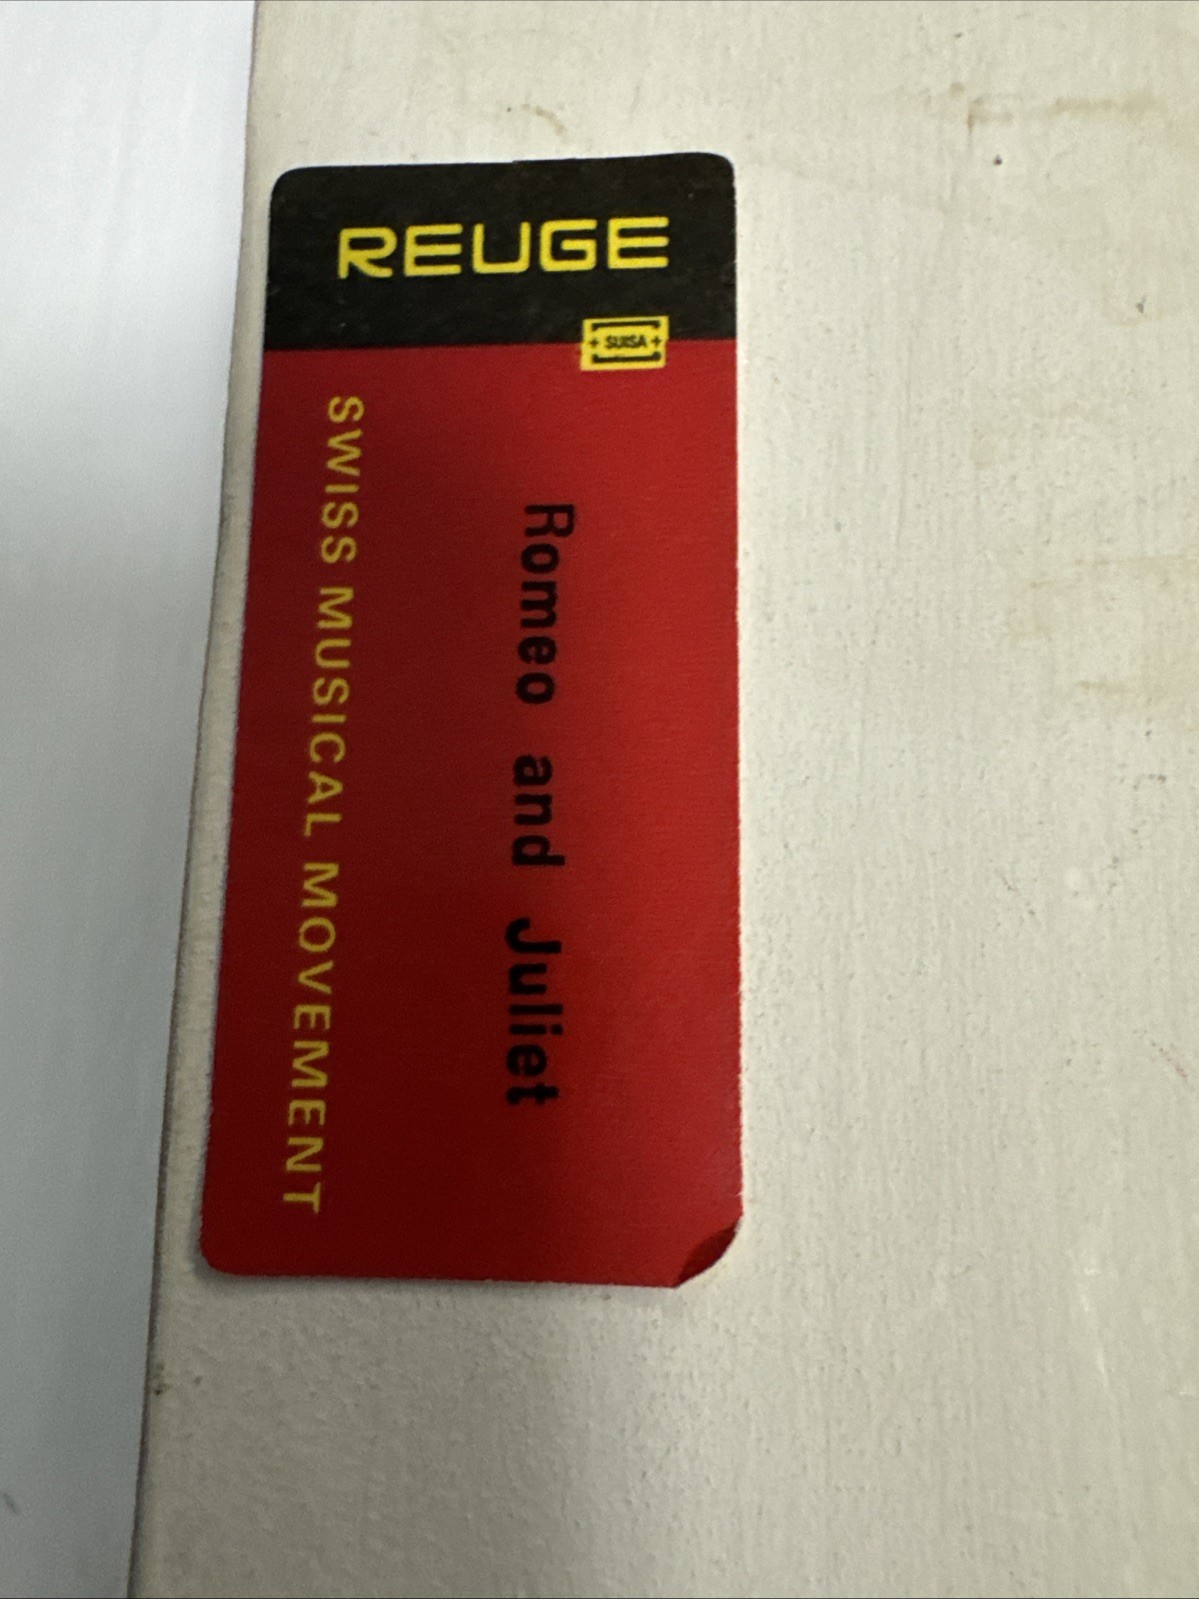 REUGE
+ SUISA +
Romeo and Juliet
SWISS MUSICAL MOVEMENT